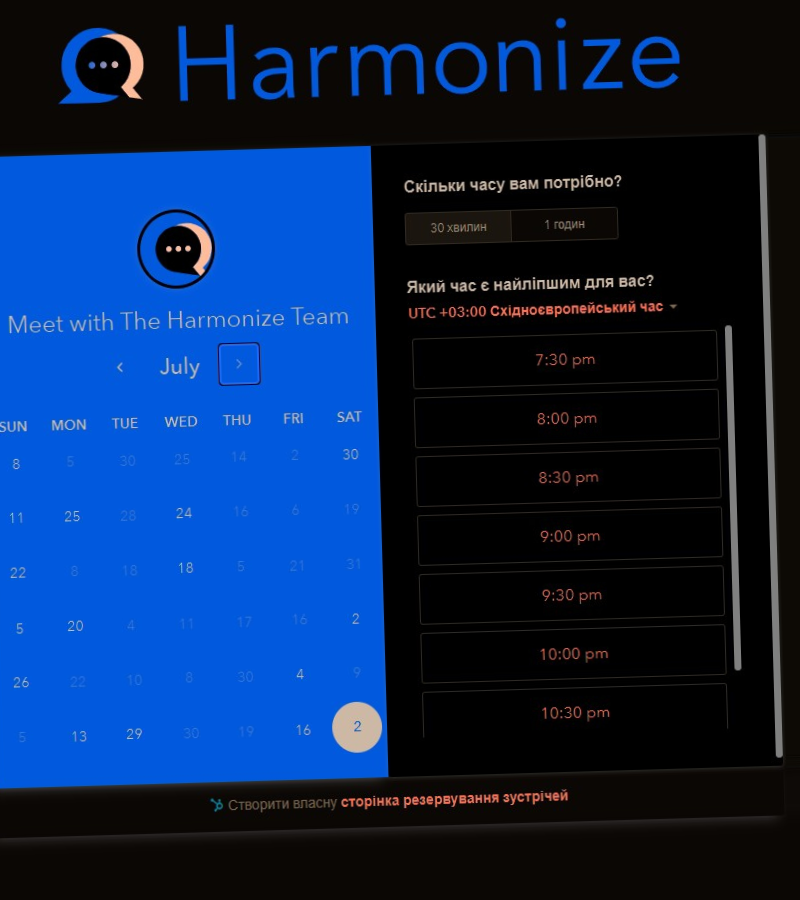 Harmonize
Meet with The Harmonize Team
July
SUN MON TUE WED THU FRI SAT
8 5 30 25 14 2 30
11 25 28 24 16 6 19
22 8 18 18 5 21 31
5 20 4 11 17 16 2
26 22 10 8 30 4 9
5 13 29 30 19 16 2
Скільки часу вам потрібно?
30 хвилин 1 годин
Який час є найліпшим для вас?
UTC +03:00 Східноєвропейський час
7:30 pm
8:00 pm
8:30 pm
9:00 pm
9:30 pm
10:00 pm
10:30 pm
Створити власну сторінка резервування зустрічей